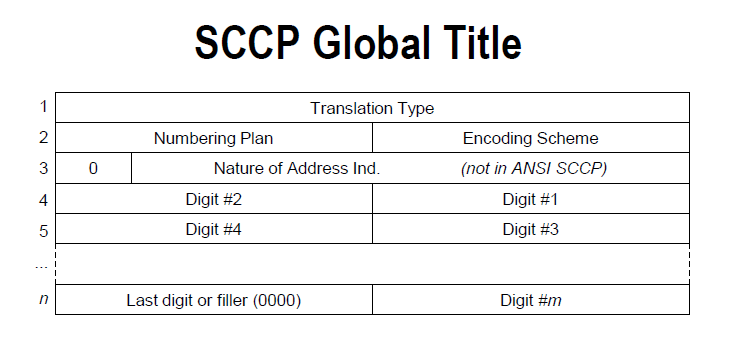 SCCP Global Title
1 Translation Type
2 Numbering Plan Encoding Scheme
3 0 Nature of Address Ind. (not in ANSI SCCP)
4 Digit #2 Digit #1
5 Digit #4 Digit #3
...
n Last digit or filler (0000) Digit #m